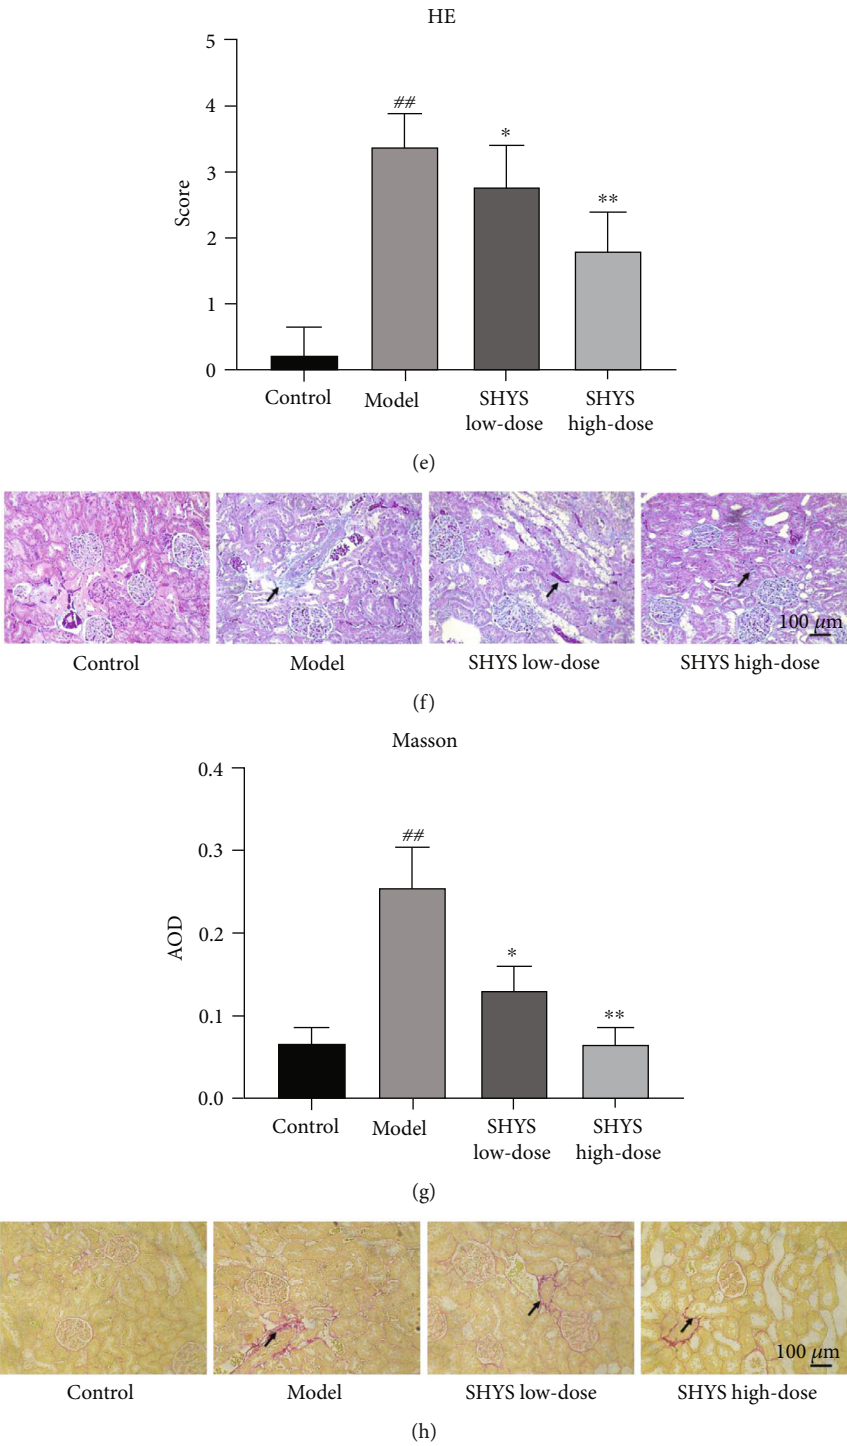 HE
5
4
3
2
1
0
Score
##
*
**
Control
Model
SHYS
low-dose
SHYS
high-dose
(e)
100 μm
Control
Model
SHYS low-dose
SHYS high-dose
(f)
Masson
0.4
0.3
0.2
0.1
0.0
AOD
##
*
**
Control
Model
SHYS
low-dose
SHYS
high-dose
(g)
100 μm
Control
Model
SHYS low-dose
SHYS high-dose
(h)